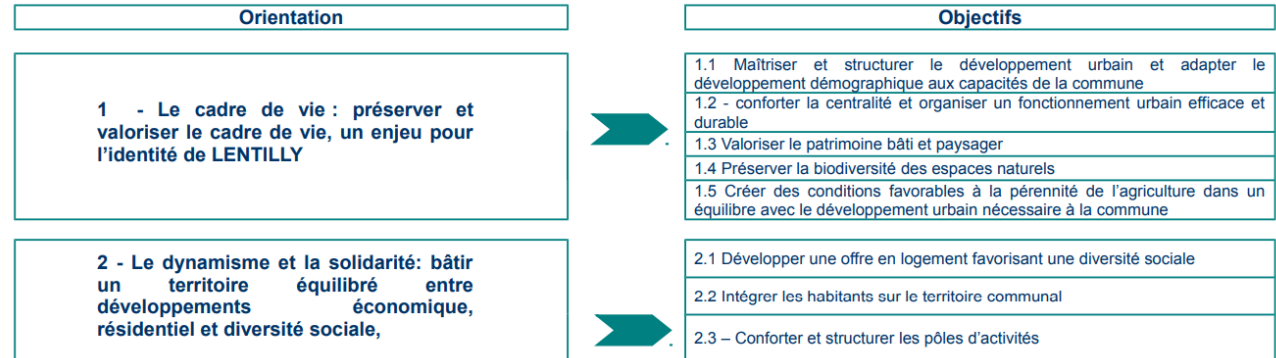 Orientation
Objectifs
1 - Le cadre de vie : préserver et
valoriser le cadre de vie, un enjeu pour
l'identité de LENTILLY
1.1 Maîtriser et structurer le développement urbain et adapter le
développement démographique aux capacités de la commune
1.2 - conforter la centralité et organiser un fonctionnement urbain efficace et
durable
1.3 Valoriser le patrimoine bâti et paysager
1.4 Préserver la biodiversité des espaces naturels
1.5 Créer des conditions favorables à la pérennité de l'agriculture dans un
équilibre avec le développement urbain nécessaire à la commune
2 - Le dynamisme et la solidarité: bâtir
un territoire équilibré entre
développements économique,
résidentiel et diversité sociale,
2.1 Développer une offre en logement favorisant une diversité sociale
2.2 Intégrer les habitants sur le territoire communal
2.3 – Conforter et structurer les pôles d'activités